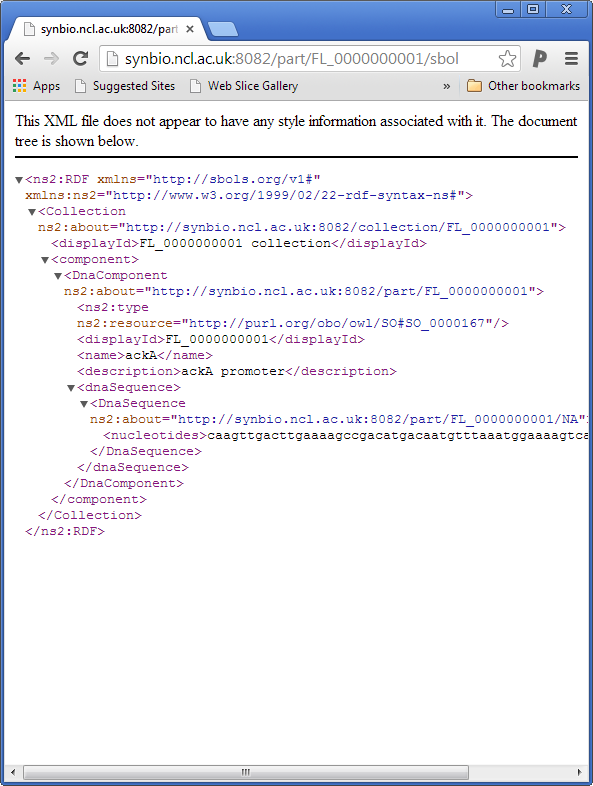 synbio.ncl.ac.uk:8082/part
synbio.ncl.ac.uk:8082/part/FL_0000000001/sbol
Apps Suggested Sites Web Slice Gallery » Other bookmarks
This XML file does not appear to have any style information associated with it. The document
tree is shown below.
▼<ns2:RDF xmlns="http://sbols.org/v1#"
xmlns:ns2="http://www.w3.org/1999/02/22-rdf-syntax-ns#">
▼<Collection
ns2:about="http://synbio.ncl.ac.uk:8082/collection/FL_0000000001">
<displayId>FL_0000000001 collection</displayId>
▼<component>
▼<DnaComponent
ns2:about="http://synbio.ncl.ac.uk:8082/part/FL_0000000001">
<ns2:type
ns2:resource="http://purl.org/obo/owl/SO#SO_0000167"/>
<displayId>FL_0000000001</displayId>
<name>ackA</name>
<description>ackA promoter</description>
▼<dnaSequence>
▼<DnaSequence
ns2:about="http://synbio.ncl.ac.uk:8082/part/FL_0000000001/NA"
<nucleotides>caagttgacttgaaaagccgacatgacaatgtttaaatggaaaagtca
</DnaSequence>
</dnaSequence>
</DnaComponent>
</component>
</Collection>
</ns2:RDF>